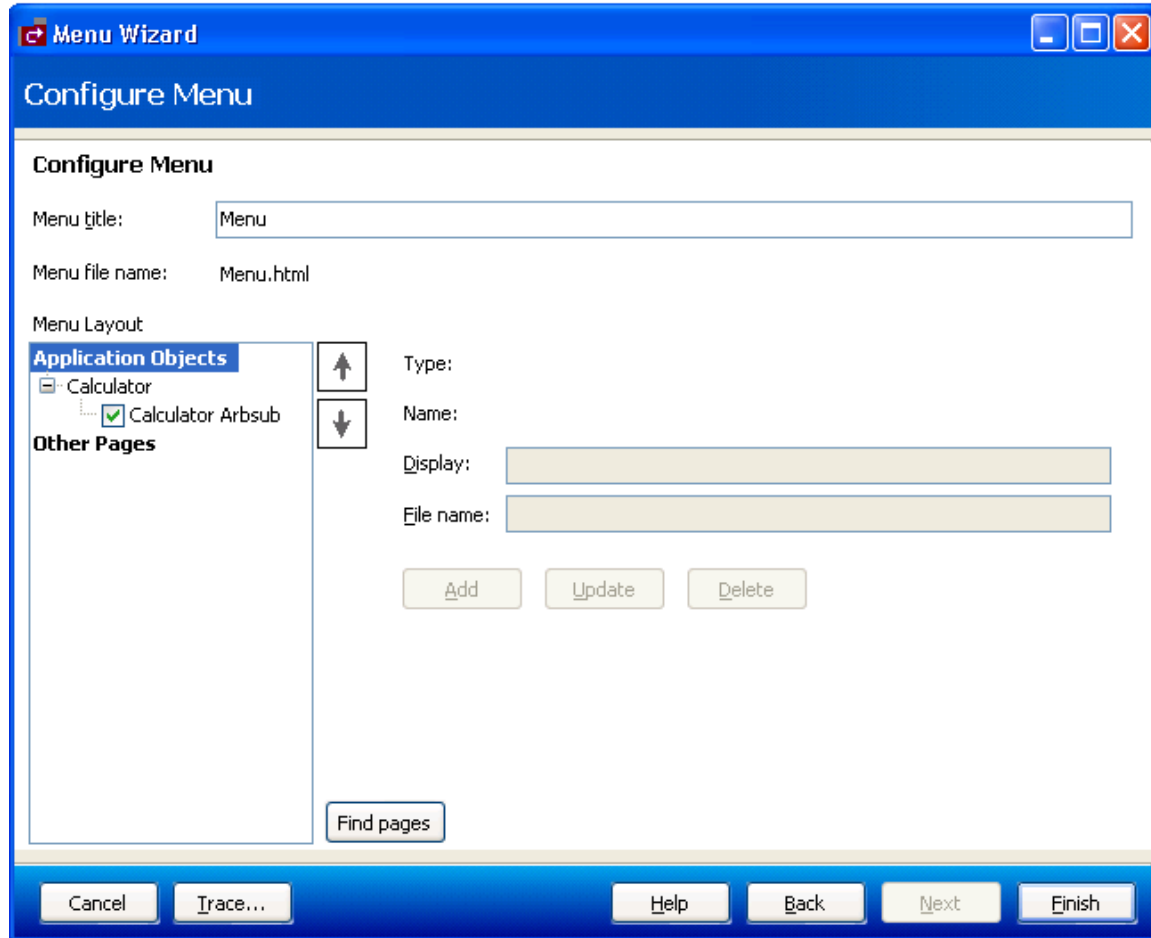 Menu Wizard
Configure Menu
Configure Menu
Menu title: Menu
Menu file name: Menu.html
Menu Layout
Application Objects
Calculator
Calculator Arbsub
Other Pages
Type:
Name:
Display:
File name:
Add Update Delete
Find pages
Cancel Trace... Help Back Next Finish